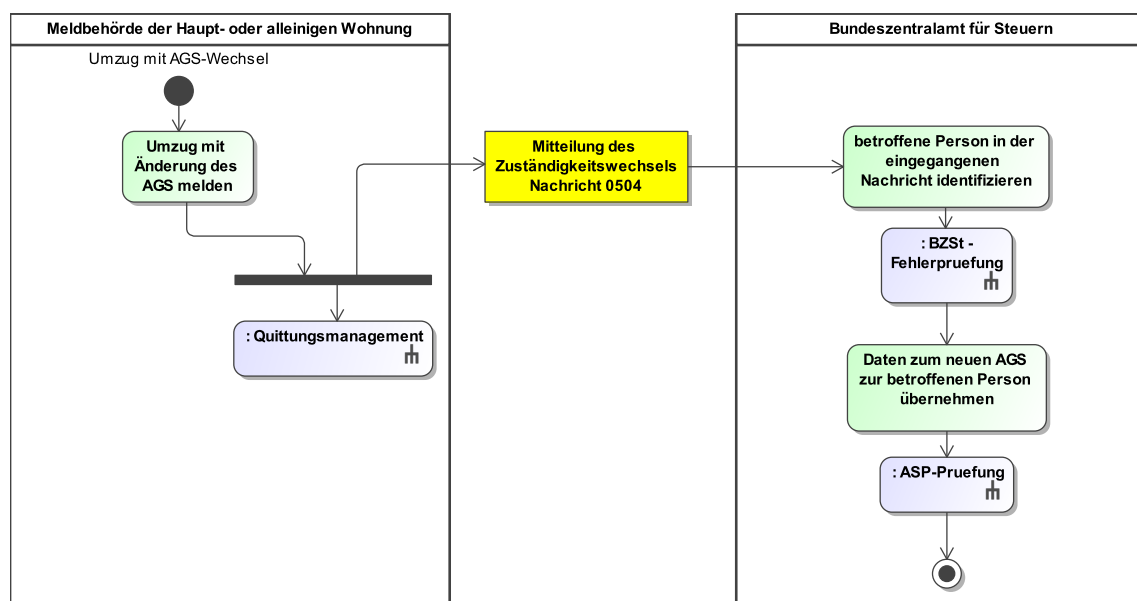 Meldbehörde der Haupt- oder alleinigen Wohnung
Umzug mit AGS-Wechsel
Umzug mit
Änderung des
AGS melden
: Quittungsmanagement
Mitteilung des
Zuständigkeitswechsels
Nachricht 0504
Bundeszentralamt für Steuern
betroffene Person in der
eingegangenen
Nachricht identifizieren
: BZSt -
Fehlerpruefung
Daten zum neuen AGS
zur betroffenen Person
übernehmen
: ASP-Pruefung